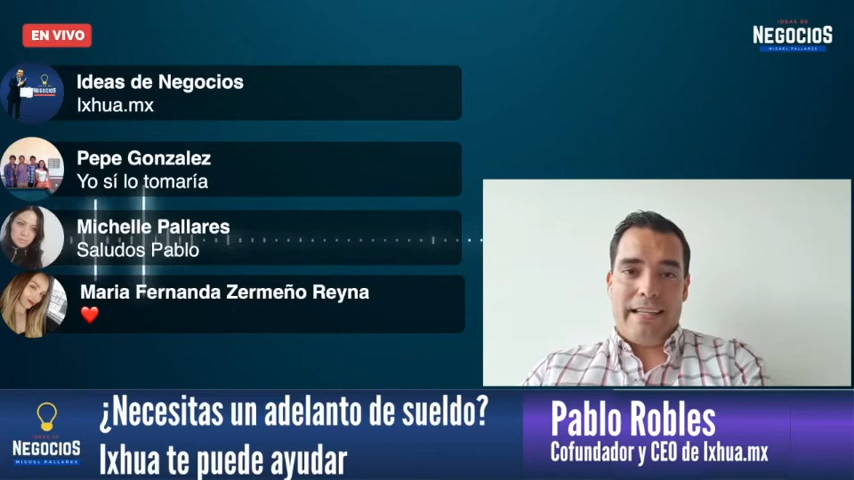 EN VIVO
IDEAS DE
NEGOCIOS
MIGUEL PALLARES
Ideas de Negocios
Ixhua.mx
Pepe Gonzalez
Yo sí lo tomaría
Michelle Pallares
Saludos Pablo
Maria Fernanda Zermeño Reyna
❤️
IDEAS DE
NEGOCIOS
MIGUEL PALLARES
¿Necesitas un adelanto de sueldo?
Ixhua te puede ayudar
Pablo Robles
Cofundador y CEO de Ixhua.mx